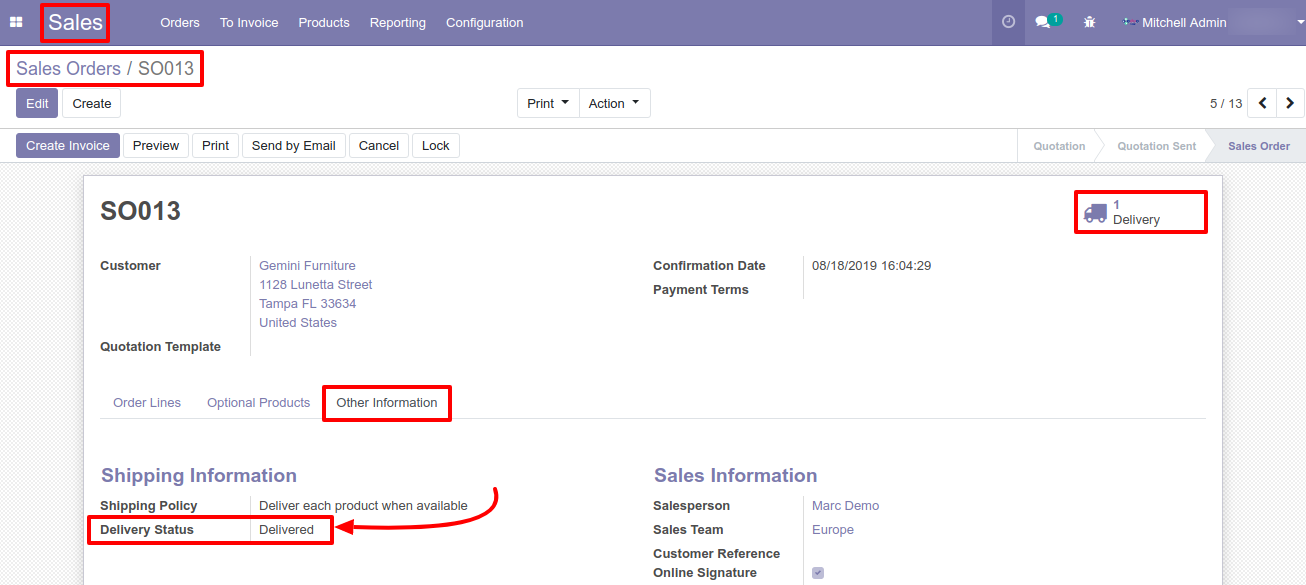 Sales Orders To Invoice Products Reporting Configuration 1 Mitchell Admin
Sales Orders / SO013
Edit Create Print Action 5 / 13
Create Invoice Preview Print Send by Email Cancel Lock Quotation Quotation Sent Sales Order
SO013
1
Delivery
Customer Gemini Furniture
1128 Lunetta Street
Tampa FL 33634
United States
Quotation Template
Confirmation Date 08/18/2019 16:04:29
Payment Terms
Order Lines Optional Products Other Information
Shipping Information
Shipping Policy Deliver each product when available
Delivery Status Delivered
Sales Information
Salesperson Marc Demo
Sales Team Europe
Customer Reference
Online Signature